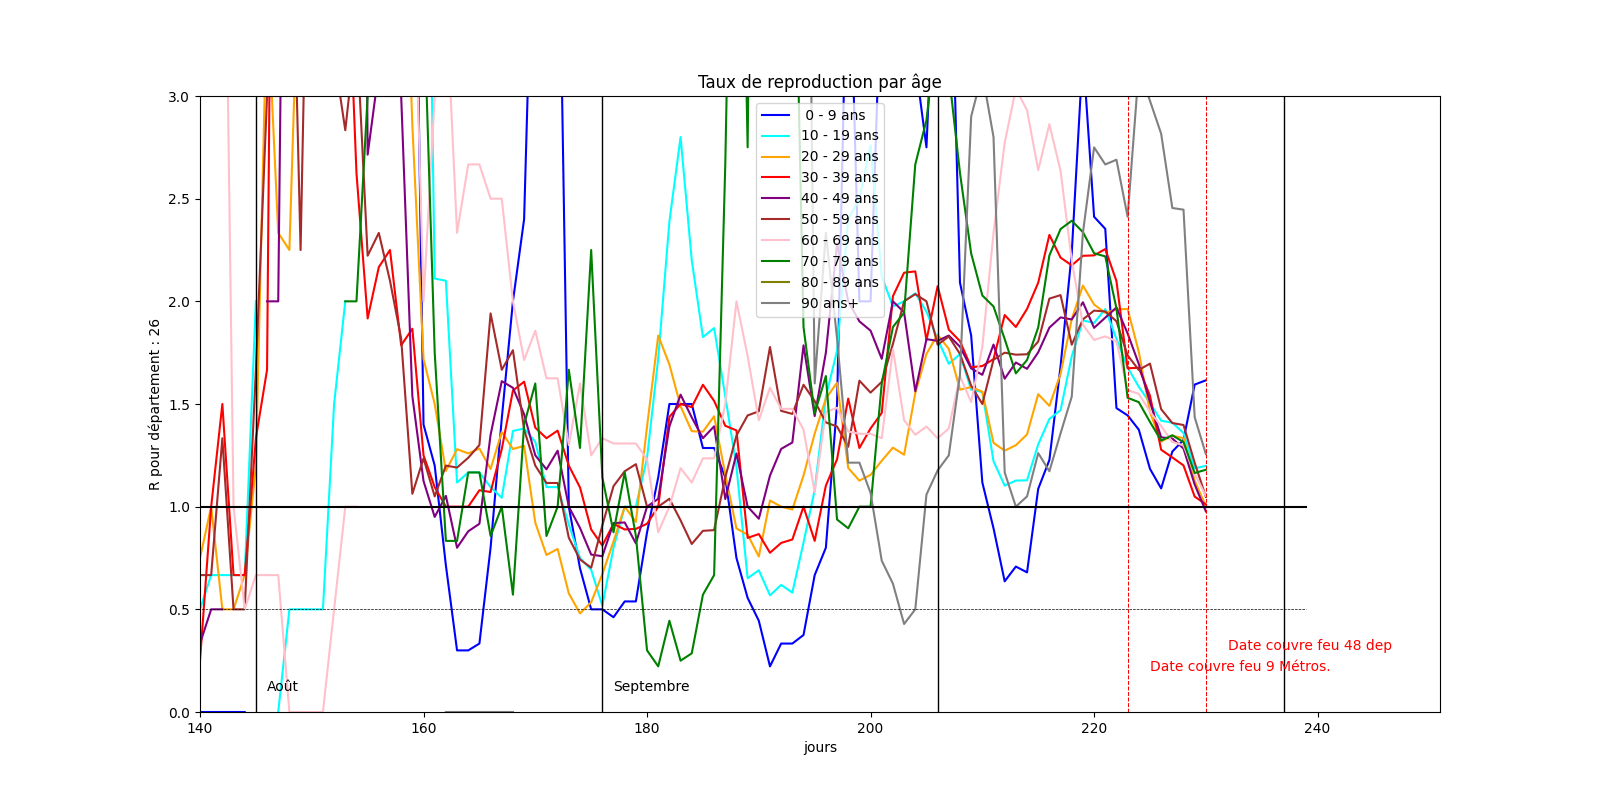 Taux de reproduction par âge
R pour département : 26
3.0
2.5
2.0
1.5
1.0
0.5
0.0
0 - 9 ans
10 - 19 ans
20 - 29 ans
30 - 39 ans
40 - 49 ans
50 - 59 ans
60 - 69 ans
70 - 79 ans
80 - 89 ans
90 ans+
Date couvre feu 48 dep
Date couvre feu 9 Métros.
Août
Septembre
140
160
180
200
220
240
jours